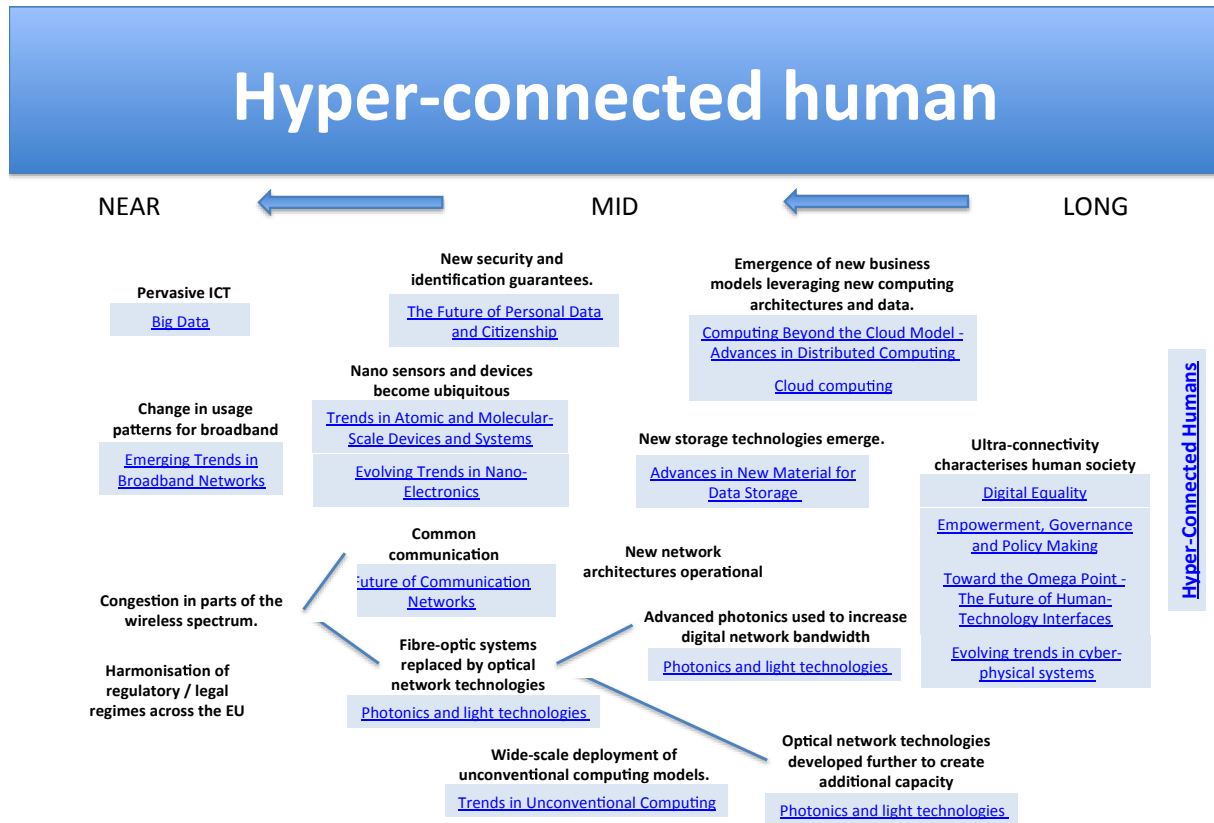 Hyper-connected human
NEAR
MID
LONG
Pervasive ICT
Big Data
New security and
identification guarantees.
The Future of Personal Data
and Citizenship
Emergence of new business
models leveraging new computing
architectures and data.
Computing Beyond the Cloud Model -
Advances in Distributed Computing
Cloud computing
Change in usage
patterns for broadband
Emerging Trends in
Broadband Networks
Nano sensors and devices
become ubiquitous
Trends in Atomic and Molecular-
Scale Devices and Systems
Evolving Trends in Nano-
Electronics
New storage technologies emerge.
Advances in New Material for
Data Storage
Ultra-connectivity
characterises human society
Digital Equality
Empowerment, Governance
and Policy Making
Toward the Omega Point -
The Future of Human-
Technology Interfaces
Evolving trends in cyber-
physical systems
Hyper-Connected Humans
Common
communication
Future of Communication
Networks
New network
architectures operational
Congestion in parts of the
wireless spectrum.
Fibre-optic systems
replaced by optical
network technologies
Photonics and light technologies
Advanced photonics used to increase
digital network bandwidth
Photonics and light technologies
Harmonisation of
regulatory / legal
regimes across the EU
Wide-scale deployment of
unconventional computing models.
Trends in Unconventional Computing
Optical network technologies
developed further to create
additional capacity
Photonics and light technologies